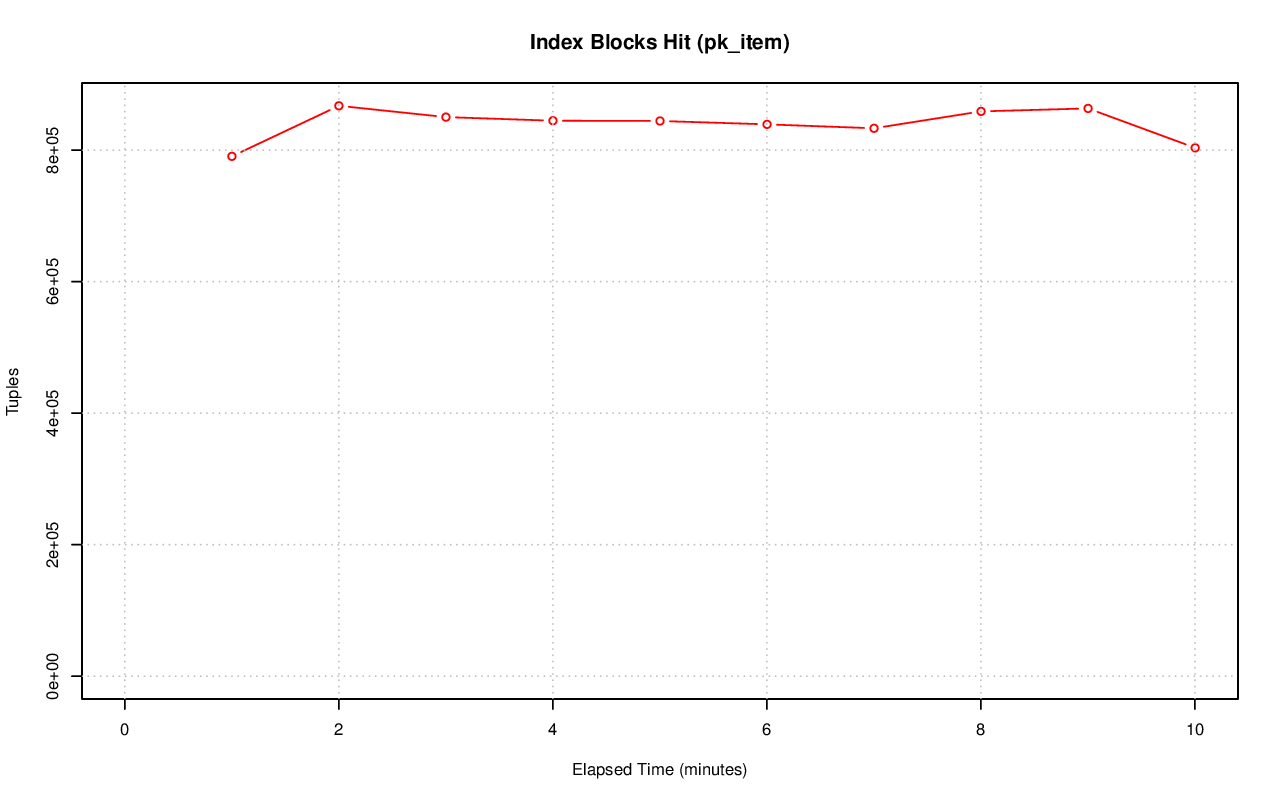 Index Blocks Hit (pk_item)
Tuples
8e+05
6e+05
4e+05
2e+05
0e+00
0 2 4 6 8 10
Elapsed Time (minutes)